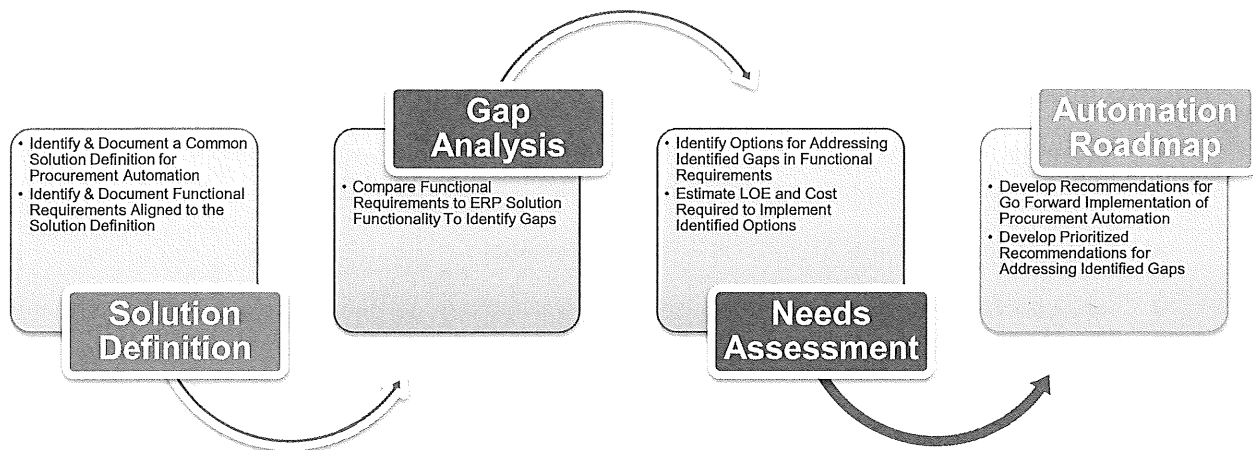 • Identify & Document a Common
Solution Definition for
Procurement Automation
• Identify & Document Functional
Requirements Aligned to the
Solution Definition
Solution
Definition
Gap
Analysis
• Compare Functional
Requirements to ERP Solution
Functionality To Identify Gaps
• Identify Options for Addressing
Identified Gaps in Functional
Requirements
• Estimate LOE and Cost
Required to Implement
Identified Options
Needs
Assessment
Automation
Roadmap
• Develop Recommendations for
Go Forward Implementation of
Procurement Automation
• Develop Prioritized
Recommendations for
Addressing Identified Gaps